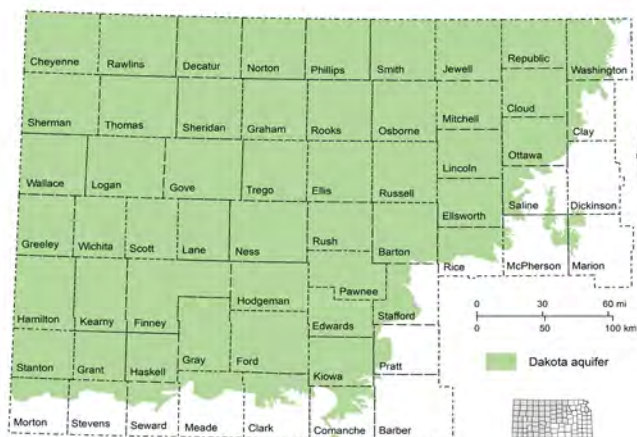 Cheyenne Rawlins Decatur Norton Phillips Smith Jewell Republic Washington
Sherman Thomas Sheridan Graham Rooks Osborne Mitchell Cloud Clay
Wallace Logan Gove Trego Ellis Russell Lincoln Ottawa
Ellsworth Saline Dickinson
Greeley Wichita Scott Lane Ness Rush Barton Rice McPherson Marion
Hamilton Kearny Finney Hodgeman Pawnee Stafford
Edwards
Stanton Grant Haskell Gray Ford Kiowa Pratt
Morton Stevens Seward Meade Clark Comanche Barber
0 30 60 mi
0 50 100 km
Dakota aquifer